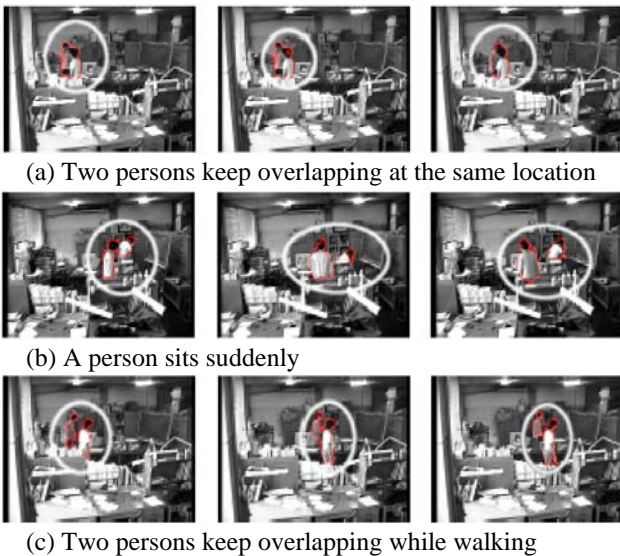 (a) Two persons keep overlapping at the same location
(b) A person sits suddenly
(c) Two persons keep overlapping while walking